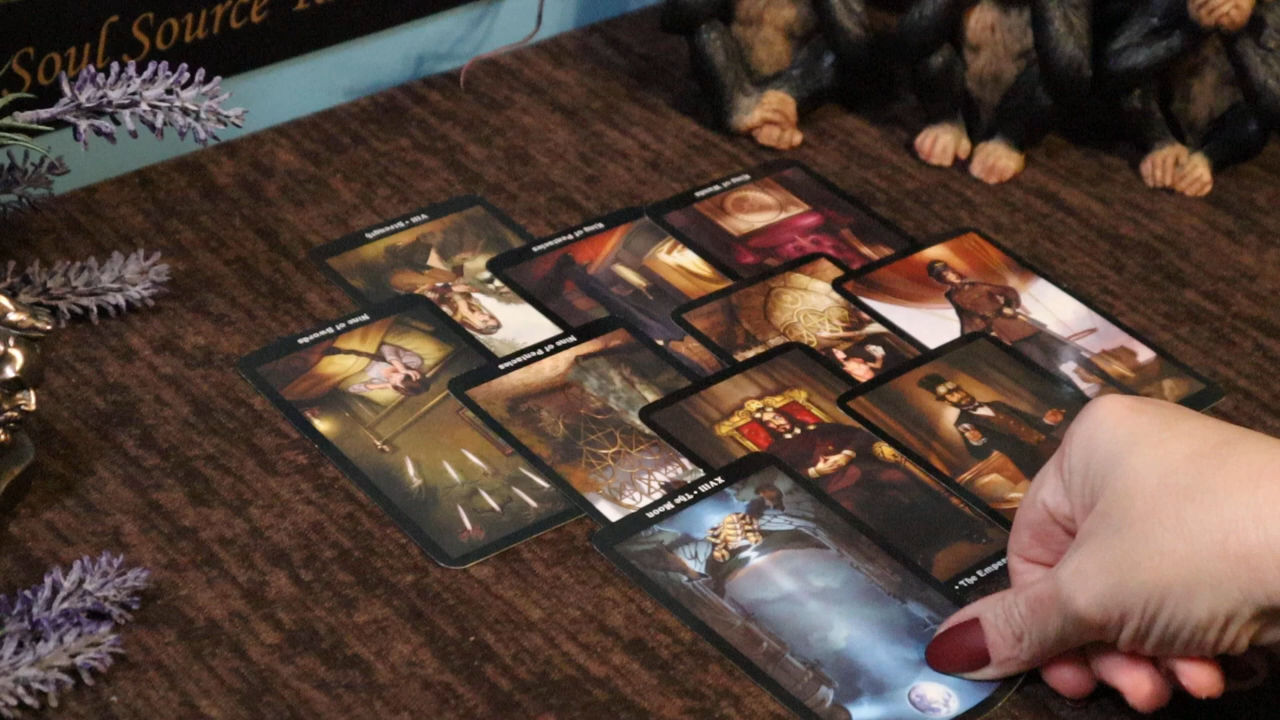 Soul Source
VIII • Strength
King of Pentacles
King of Wands
Nine of Swords
Nine of Pentacles
XVIII • The Moon
• The Emper